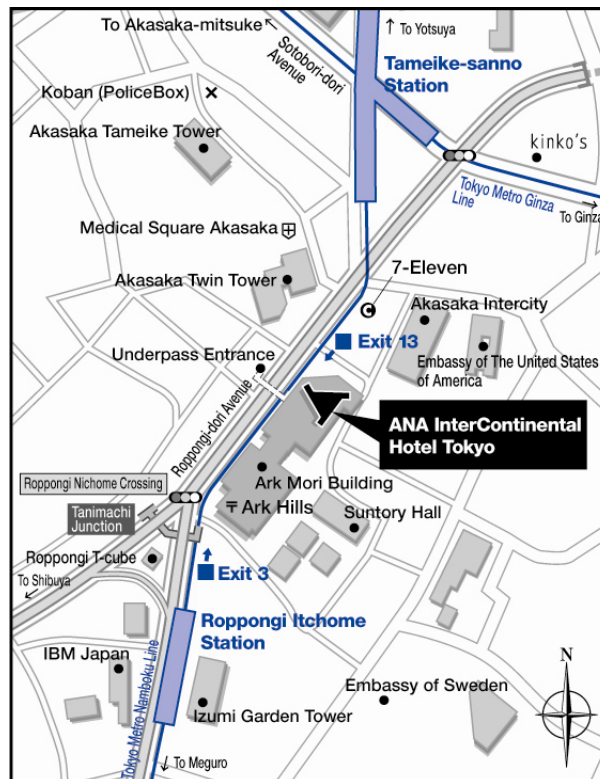 To Akasaka-mitsuke
To Yotsuya
Sotobori-dori
Avenue
Tameike-sanno
Station
Koban (PoliceBox)
Akasaka Tameike Tower
kinko's
Tokyo Metro Ginza
Line
To Ginza
Medical Square Akasaka
7-Eleven
C
Akasaka Twin Tower
Akasaka Intercity
Exit 13
Underpass Entrance
Embassy of The United States
of America
Roppongi-dori Avenue
ANA InterContinental
Hotel Tokyo
Roppongi Nichome Crossing
Ark Mori Building
〒Ark Hills
Tanimachi
Junction
Suntory Hall
Roppongi T-cube
Exit 3
To Shibuya
Roppongi Itchome
Station
IBM Japan
N
Embassy of Sweden
Tokyo Metro Namboku Line
Izumi Garden Tower
To Meguro